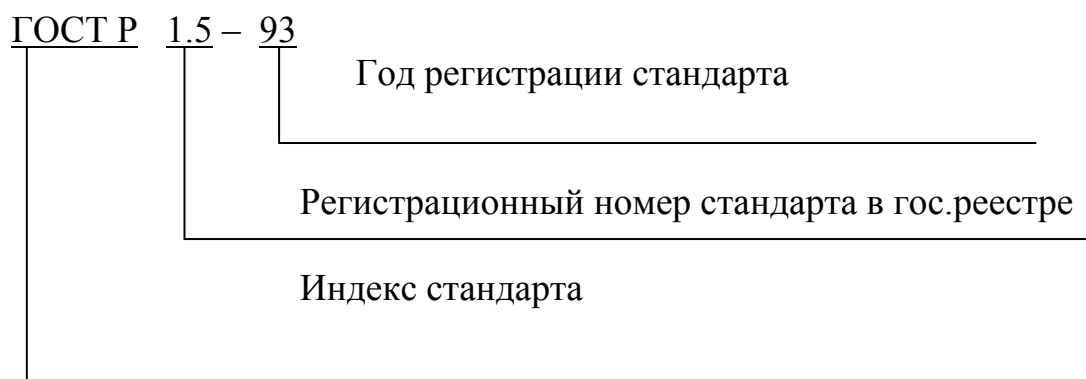 ГОСТ Р 1.5 – 93
Год регистрации стандарта
Регистрационный номер стандарта в гос.реестре
Индекс стандарта